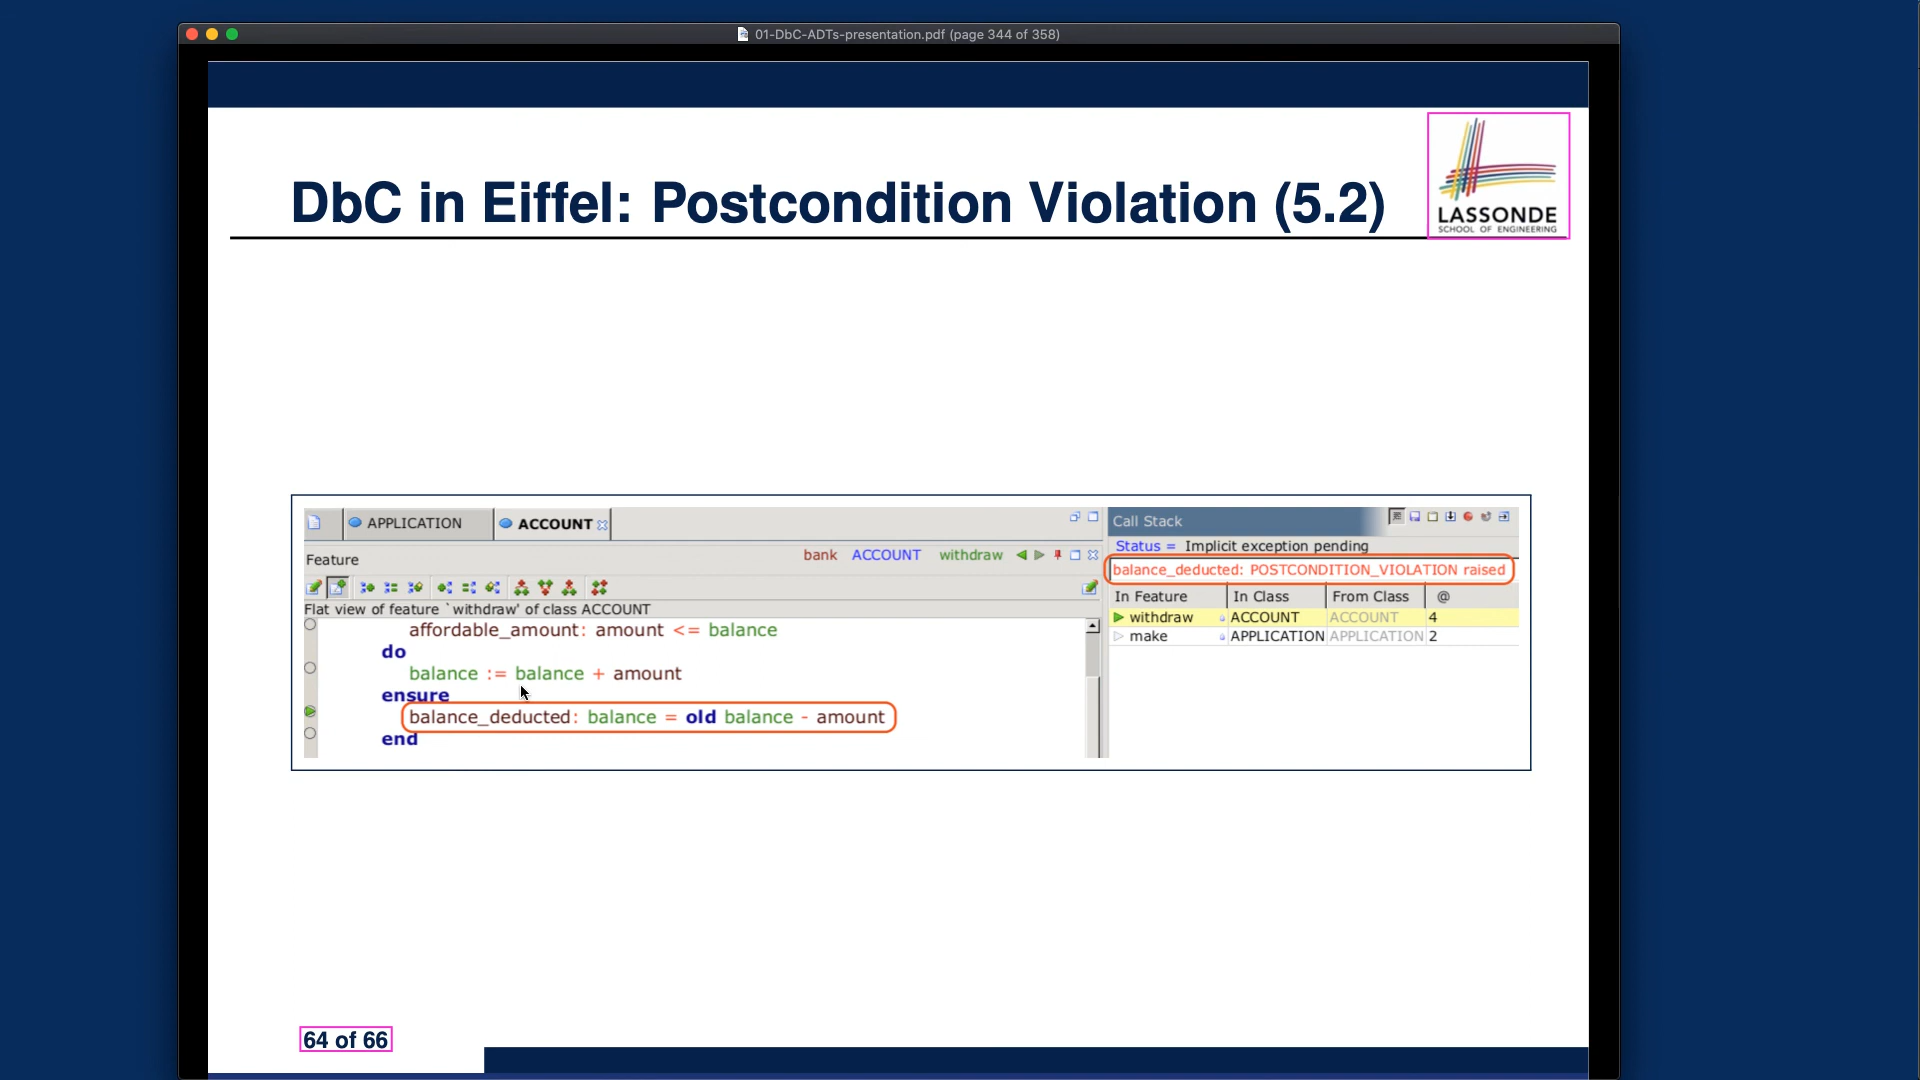 01-DbC-ADTs-presentation.pdf (page 344 of 358)
DbC in Eiffel: Postcondition Violation (5.2)
LASSONDE
SCHOOL OF ENGINEERING
APPLICATION
ACCOUNT
Feature
bank ACCOUNT withdraw
Flat view of feature `withdraw' of class ACCOUNT
affordable_amount: amount <= balance
do
balance := balance + amount
ensure
balance_deducted: balance = old balance - amount
end
Call Stack
Status = Implicit exception pending
balance_deducted: POSTCONDITION_VIOLATION raised
In Feature In Class From Class @
withdraw ACCOUNT ACCOUNT 4
make APPLICATION APPLICATION 2
64 of 66